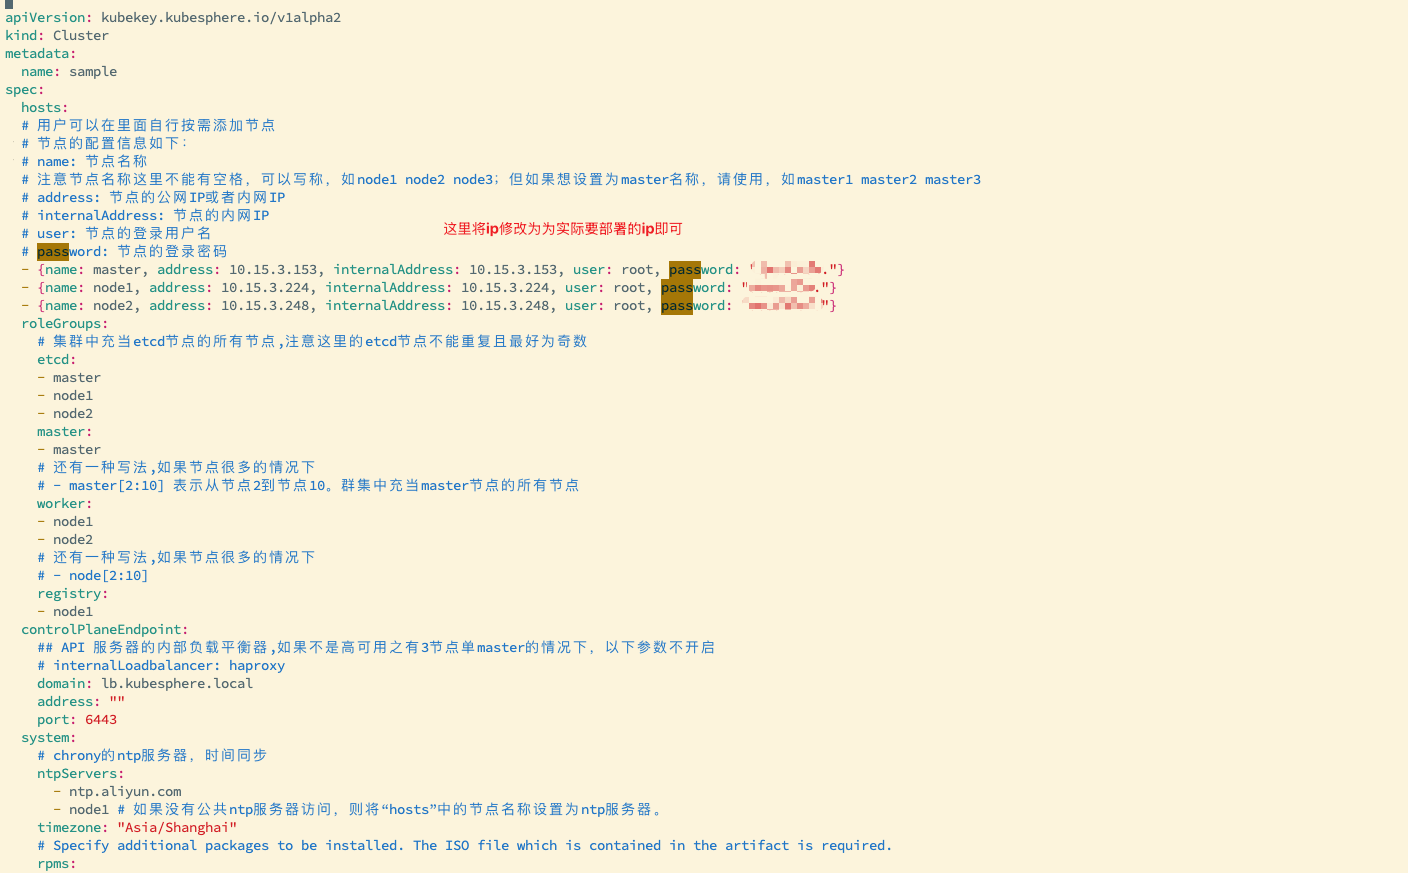 apiVersion: kubekey.kubesphere.io/v1alpha2
kind: Cluster
metadata:
  name: sample
spec:
  hosts:
  # 用户可以在里面自行按需添加节点
  # 节点的配置信息如下：
  # name: 节点名称
  # 注意节点名称这里不能有空格，可以写称，如node1 node2 node3；但如果想设置为master名称，请使用，如master1 master2 master3
  # address: 节点的公网IP或者内网IP
  # internalAddress: 节点的内网IP
这里将ip修改为为实际要部署的ip即可
  # user: 节点的登录用户名
  # password: 节点的登录密码
  - {name: master, address: 10.15.3.153, internalAddress: 10.15.3.153, user: root, password: " ."}
  - {name: node1, address: 10.15.3.224, internalAddress: 10.15.3.224, user: root, password: " ."}
  - {name: node2, address: 10.15.3.248, internalAddress: 10.15.3.248, user: root, password: " "}
  roleGroups:
    # 集群中充当etcd节点的所有节点,注意这里的etcd节点不能重复且最好为奇数
    etcd:
    - master
    - node1
    - node2
    master:
    - master
    # 还有一种写法,如果节点很多的情况下
    # - master[2:10] 表示从节点2到节点10。群集中充当master节点的所有节点
    worker:
    - node1
    - node2
    # 还有一种写法,如果节点很多的情况下
    # - node[2:10]
    registry:
    - node1
  controlPlaneEndpoint:
    ## API 服务器的内部负载平衡器,如果不是高可用之有3节点单master的情况下，以下参数不开启
    # internalLoadbalancer: haproxy
    domain: lb.kubesphere.local
    address: ""
    port: 6443
  system:
    # chrony的ntp服务器，时间同步
    ntpServers:
      - ntp.aliyun.com
      - node1 # 如果没有公共ntp服务器访问，则将“hosts”中的节点名称设置为ntp服务器。
    timezone: "Asia/Shanghai"
    # Specify additional packages to be installed. The ISO file which is contained in the artifact is required.
    rpms: